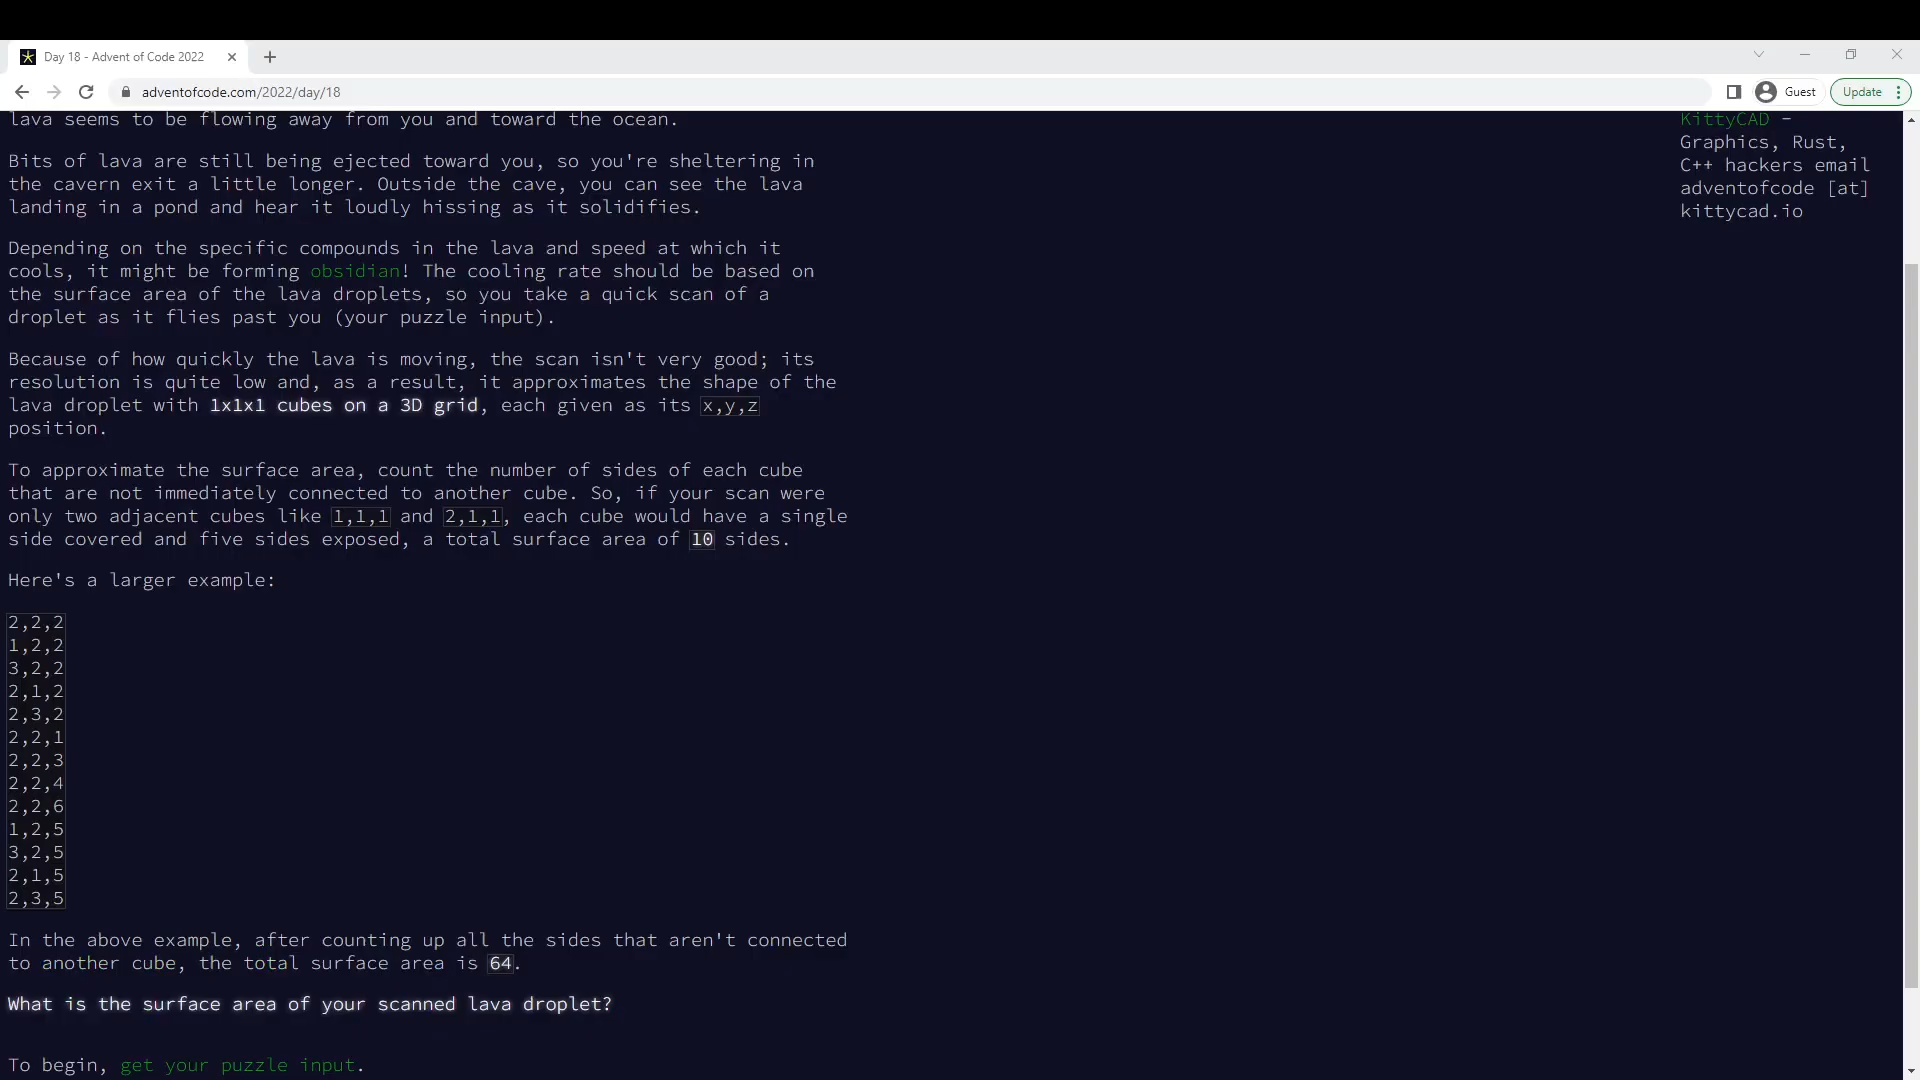 Day 18 - Advent of Code 2022
adventofcode.com/2022/day/18
Guest
Update
lava seems to be flowing away from you and toward the ocean.
Bits of lava are still being ejected toward you, so you're sheltering in
the cavern exit a little longer. Outside the cave, you can see the lava
landing in a pond and hear it loudly hissing as it solidifies.
Depending on the specific compounds in the lava and speed at which it
cools, it might be forming obsidian! The cooling rate should be based on
the surface area of the lava droplets, so you take a quick scan of a
droplet as it flies past you (your puzzle input).
Because of how quickly the lava is moving, the scan isn't very good; its
resolution is quite low and, as a result, it approximates the shape of the
lava droplet with 1x1x1 cubes on a 3D grid, each given as its x,y,z
position.
To approximate the surface area, count the number of sides of each cube
that are not immediately connected to another cube. So, if your scan were
only two adjacent cubes like 1,1,1 and 2,1,1, each cube would have a single
side covered and five sides exposed, a total surface area of 10 sides.
Here's a larger example:
2,2,2
1,2,2
3,2,2
2,1,2
2,3,2
2,2,1
2,2,3
2,2,4
2,2,6
1,2,5
3,2,5
2,1,5
2,3,5
In the above example, after counting up all the sides that aren't connected
to another cube, the total surface area is 64.
What is the surface area of your scanned lava droplet?
To begin, get your puzzle input.
KittyCAD -
Graphics, Rust,
C++ hackers email
adventofcode [at]
kittycad.io